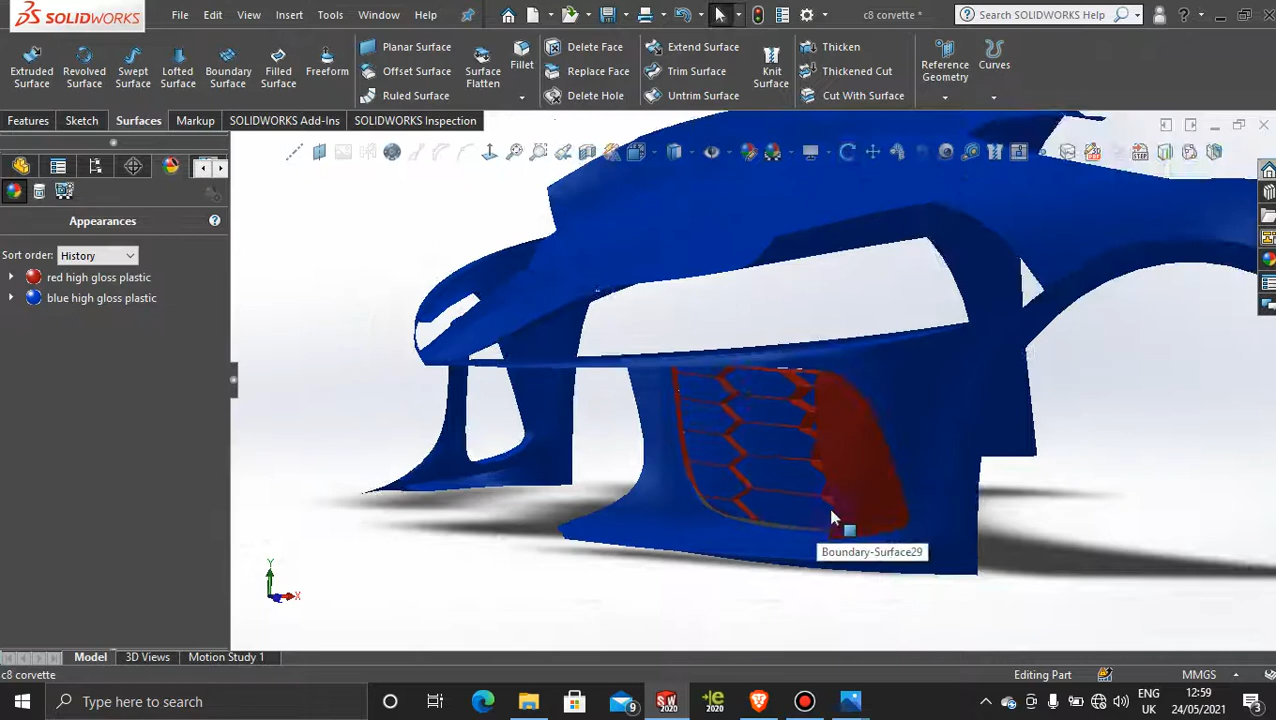 SOLIDWORKS File Edit View Insert Tools Window Help c8 corvette Search SOLIDWORKS Help ?
Extruded Surface Revolved Surface Swept Surface Lofted Surface Boundary Surface Filled Surface Freeform
Planar Surface
Offset Surface
Ruled Surface
Surface Flatten
Fillet
Delete Face
Replace Face
Delete Hole
Extend Surface
Trim Surface
Untrim Surface
Knit Surface
Thicken
Thickened Cut
Cut With Surface
Reference Geometry
Curves
Features Sketch Surfaces Markup SOLIDWORKS Add-Ins SOLIDWORKS Inspection
Appearances
Sort order: History
red high gloss plastic
blue high gloss plastic
Boundary-Surface29
Y
X
Model 3D Views Motion Study 1
c8 corvette Editing Part MMGS
Type here to search
9
SW 2020
e 2020
ENG
UK
12:59
24/05/2021
3